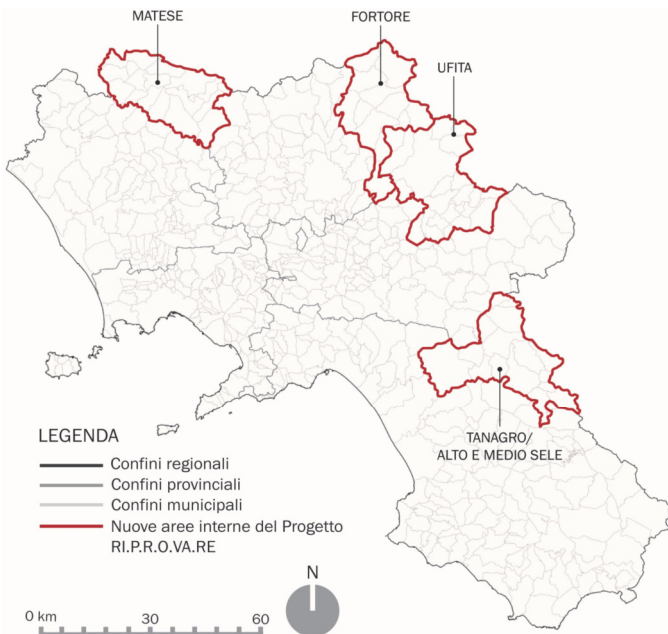 MATESE
FORTORE
UFITA
TANAGRO/
ALTO E MEDIO SELE
LEGENDA
Confini regionali
Confini provinciali
Confini municipali
Nuove aree interne del Progetto
RI.P.R.O.VA.RE
N
0 km 30 60